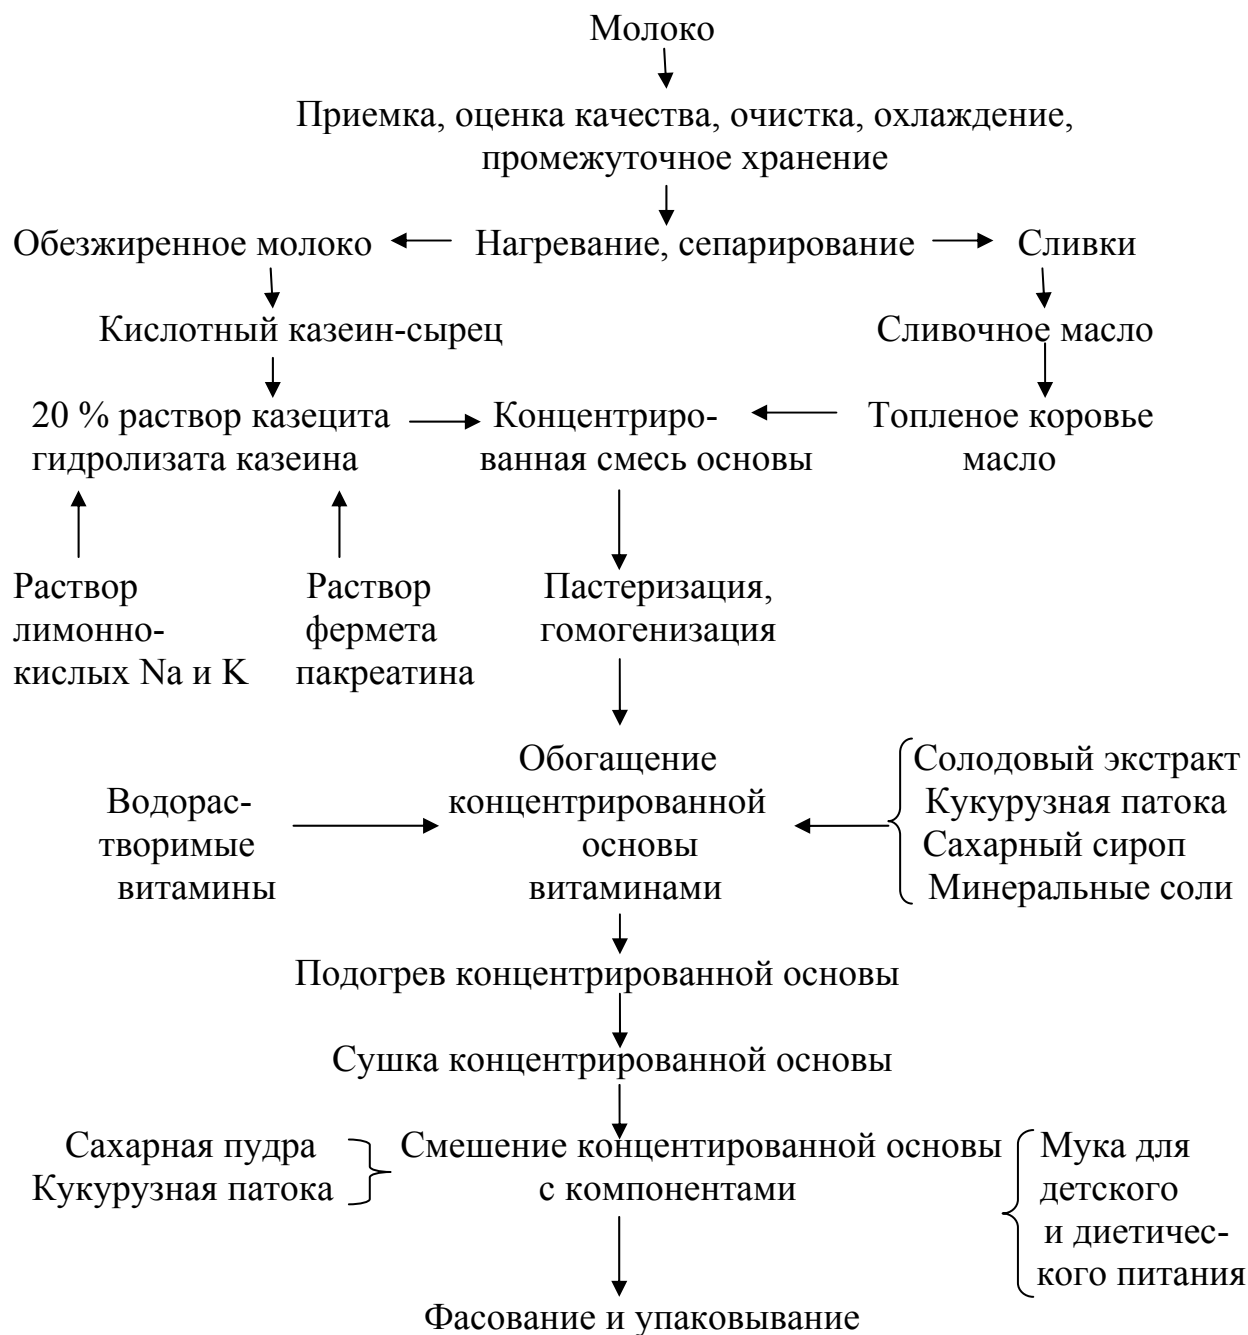 Молоко
Приемка, оценка качества, очистка, охлаждение,
промежуточное хранение
Обезжиренное молоко
Нагревание, сепарирование
Сливки
Кислотный казеин-сырец
Сливочное масло
20 % раствор казецита
гидролизата казеина
Концентриро-
ванная смесь основы
Топленое коровье
масло
Раствор
лимонно-
кислых Na и K
Раствор
фермета
пакреатина
Пастеризация,
гомогенизация
Водорас-
творимые
витамины
Обогащение
концентрированной
основы
витаминами
Солодовый экстракт
Кукурузная патока
Сахарный сироп
Минеральные соли
Подогрев концентрированной основы
Сушка концентрированной основы
Сахарная пудра
Кукурузная патока
Смешение концентированной основы
с компонентами
Мука для
детского
и диетичес-
кого питания
Фасование и упаковывание